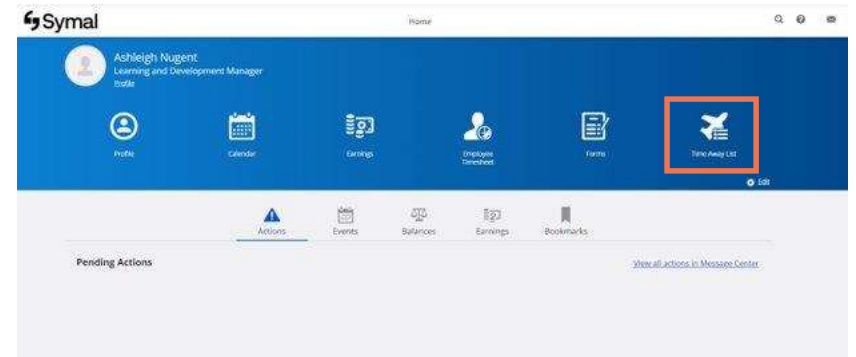 Symal
Home
Ashleigh Nugent
Learning and Development Manager
Profile
Profile
Calendar
Earnings
Employee
Timesheet
Forms
Time Away List
Edit
Actions
Events
Balances
Earnings
Bookmarks
Pending Actions
View all actions in Message Center